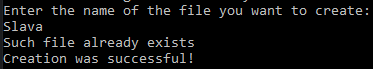 Enter the name of the file you want to create:
Slava
Such file already exists
Creation was successful!